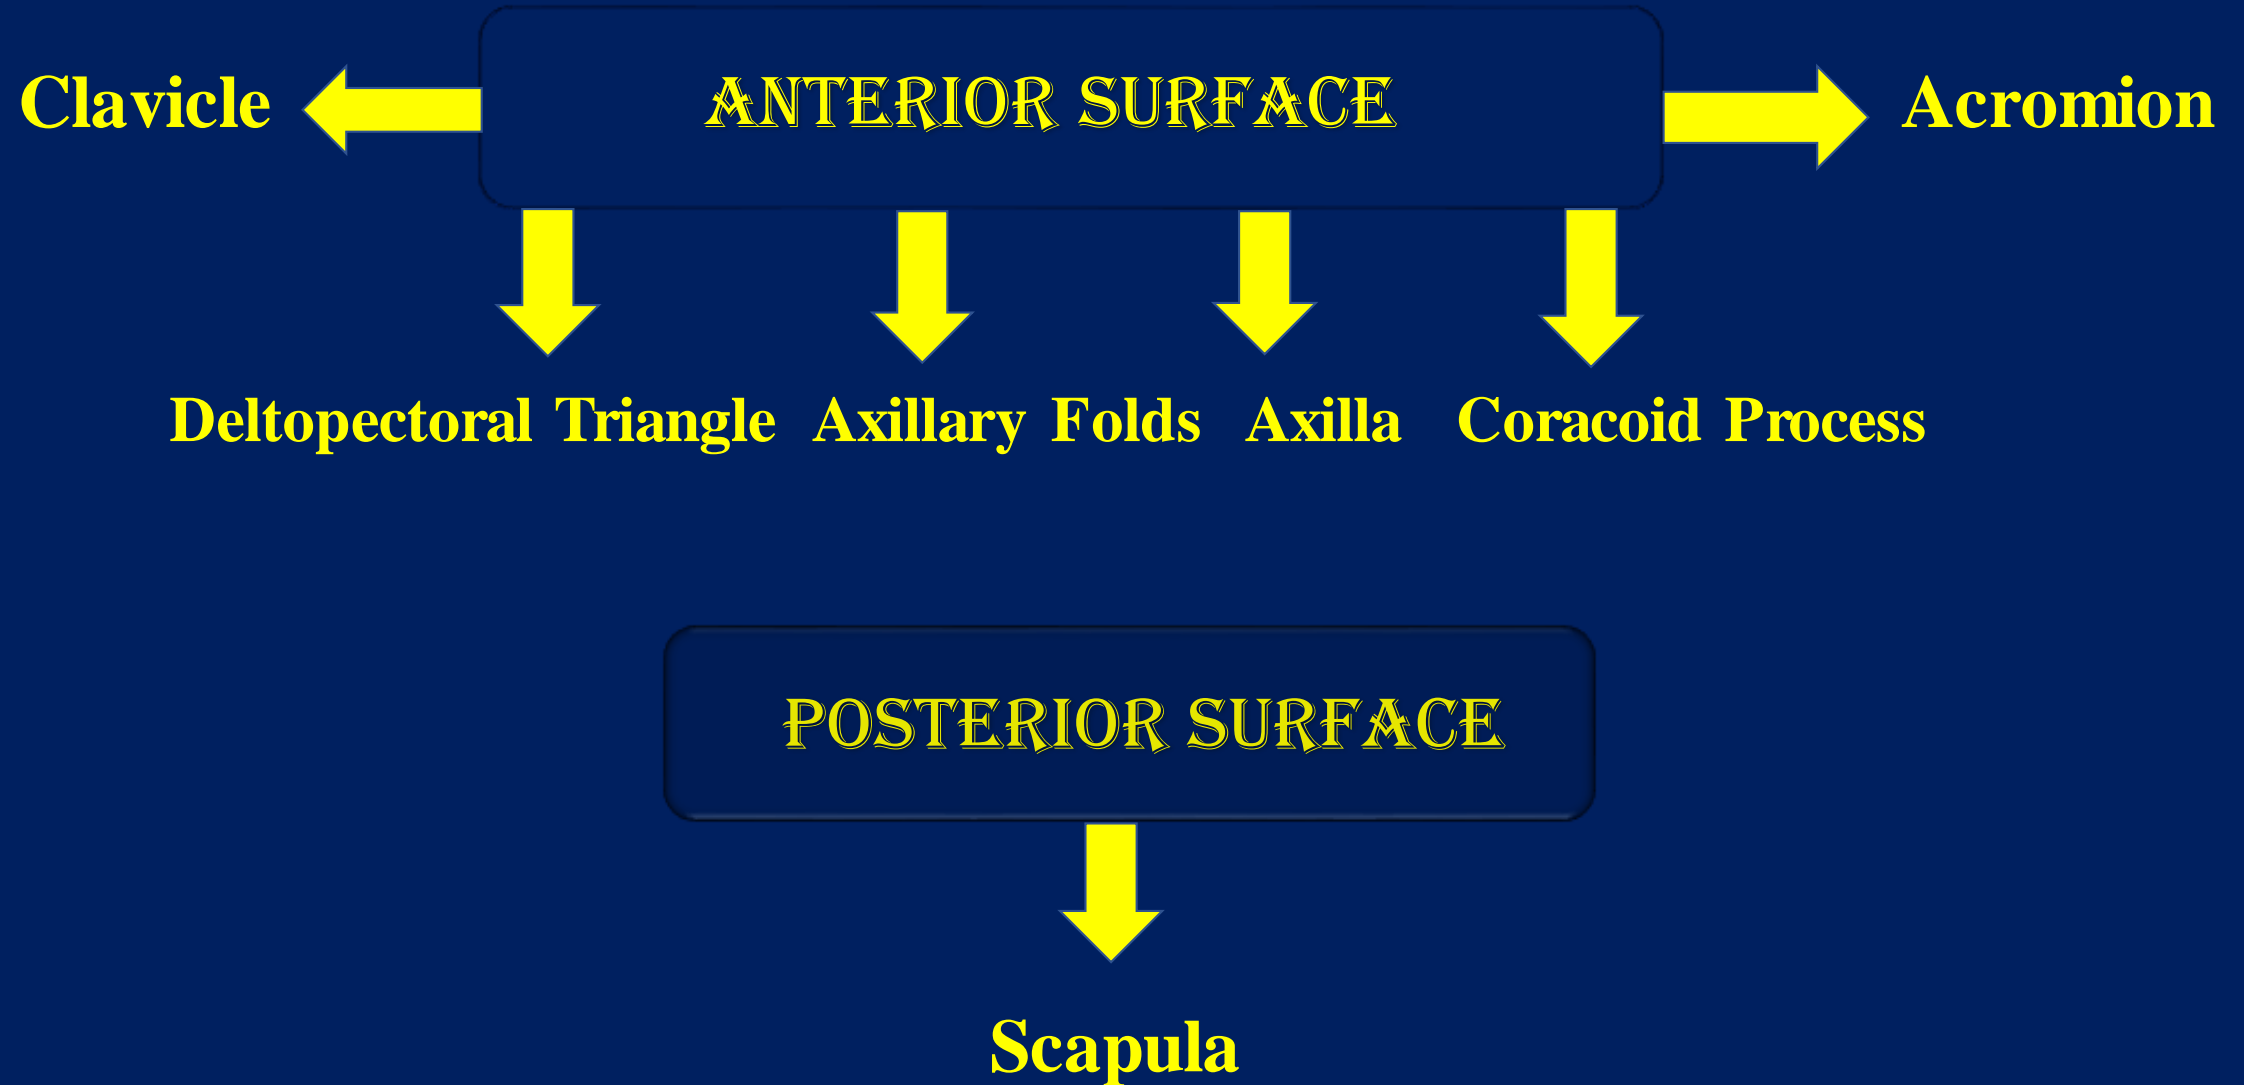 Clavicle
ANTERIOR SURFACE
Acromion
Deltopectoral Triangle Axillary Folds Axilla Coracoid Process
POSTERIOR SURFACE
Scapula